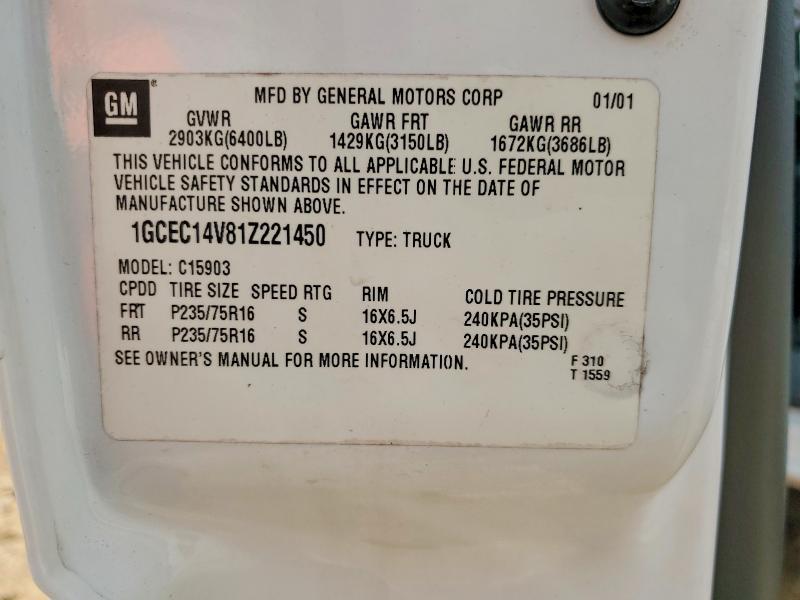 GM
MFD BY GENERAL MOTORS CORP 01/01
GVWR GAWR FRT GAWR RR
2903KG(6400LB) 1429KG(3150LB) 1672KG(3686LB)
THIS VEHICLE CONFORMS TO ALL APPLICABLE U.S. FEDERAL MOTOR
VEHICLE SAFETY STANDARDS IN EFFECT ON THE DATE OF
MANUFACTURE SHOWN ABOVE.
1GCEC14V81Z221450 TYPE: TRUCK
MODEL: C15903
CPDD TIRE SIZE SPEED RTG RIM COLD TIRE PRESSURE
FRT P235/75R16 S 16X6.5J 240KPA(35PSI)
RR P235/75R16 S 16X6.5J 240KPA(35PSI)
SEE OWNER'S MANUAL FOR MORE INFORMATION.
F 310
T 1559